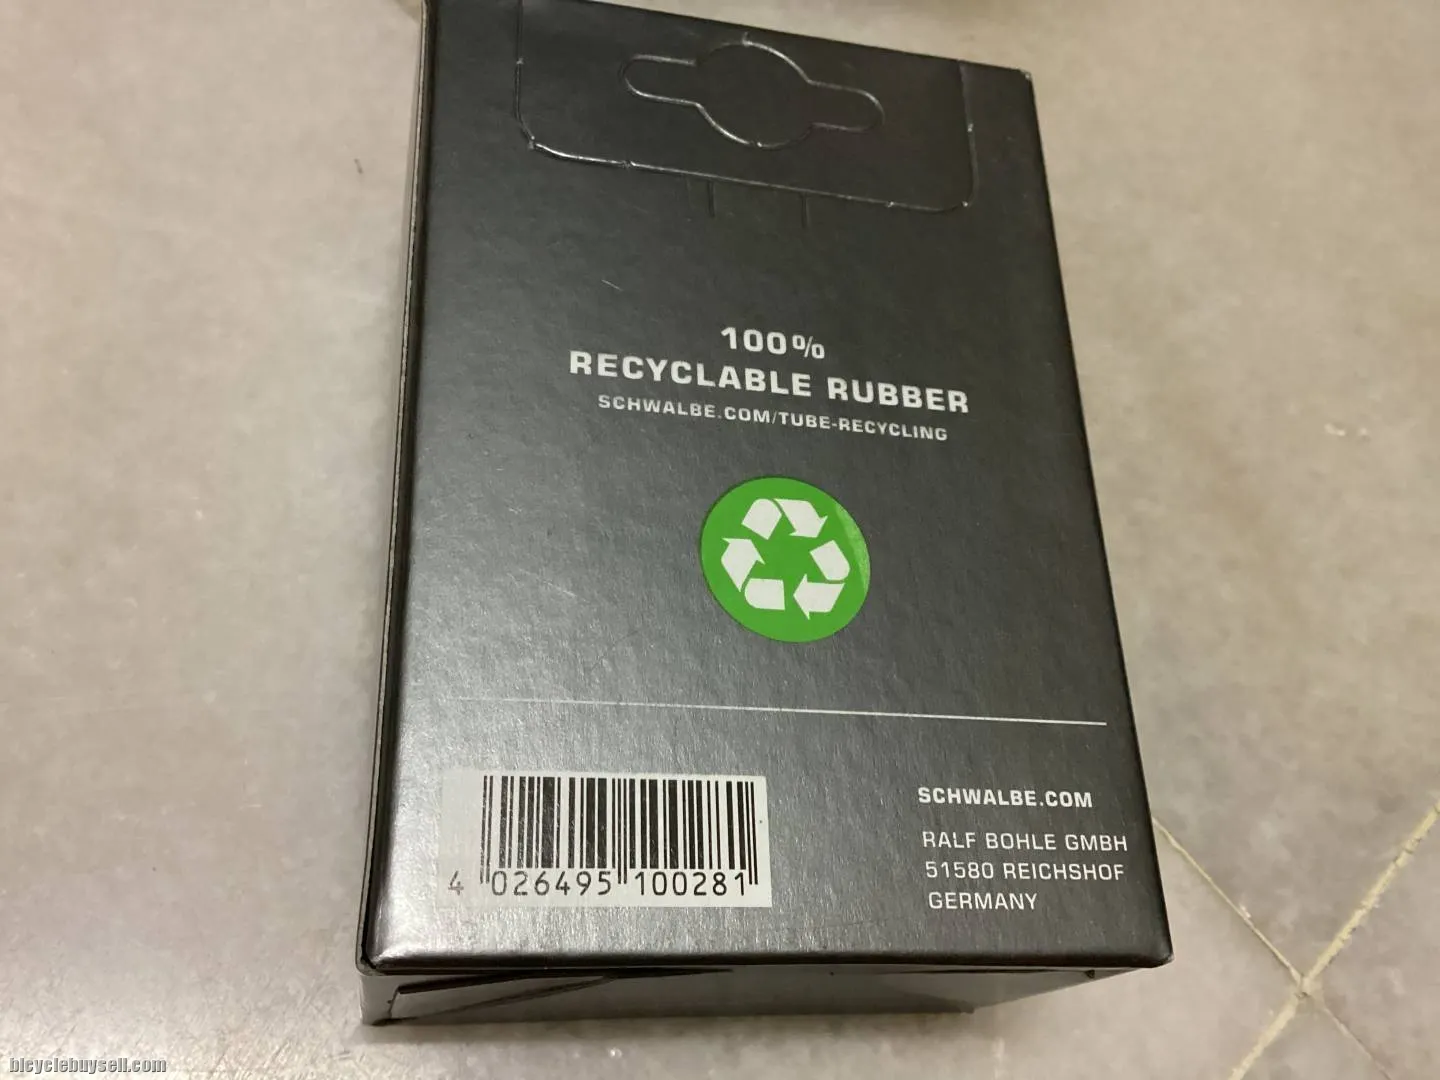 100%
RECYCLABLE RUBBER
SCHWALBE.COM/TUBE-RECYCLING
4 026495 100281
SCHWALBE.COM
RALF BOHLE GMBH
51580 REICHSHOF
GERMANY
bicyclebuysell.com